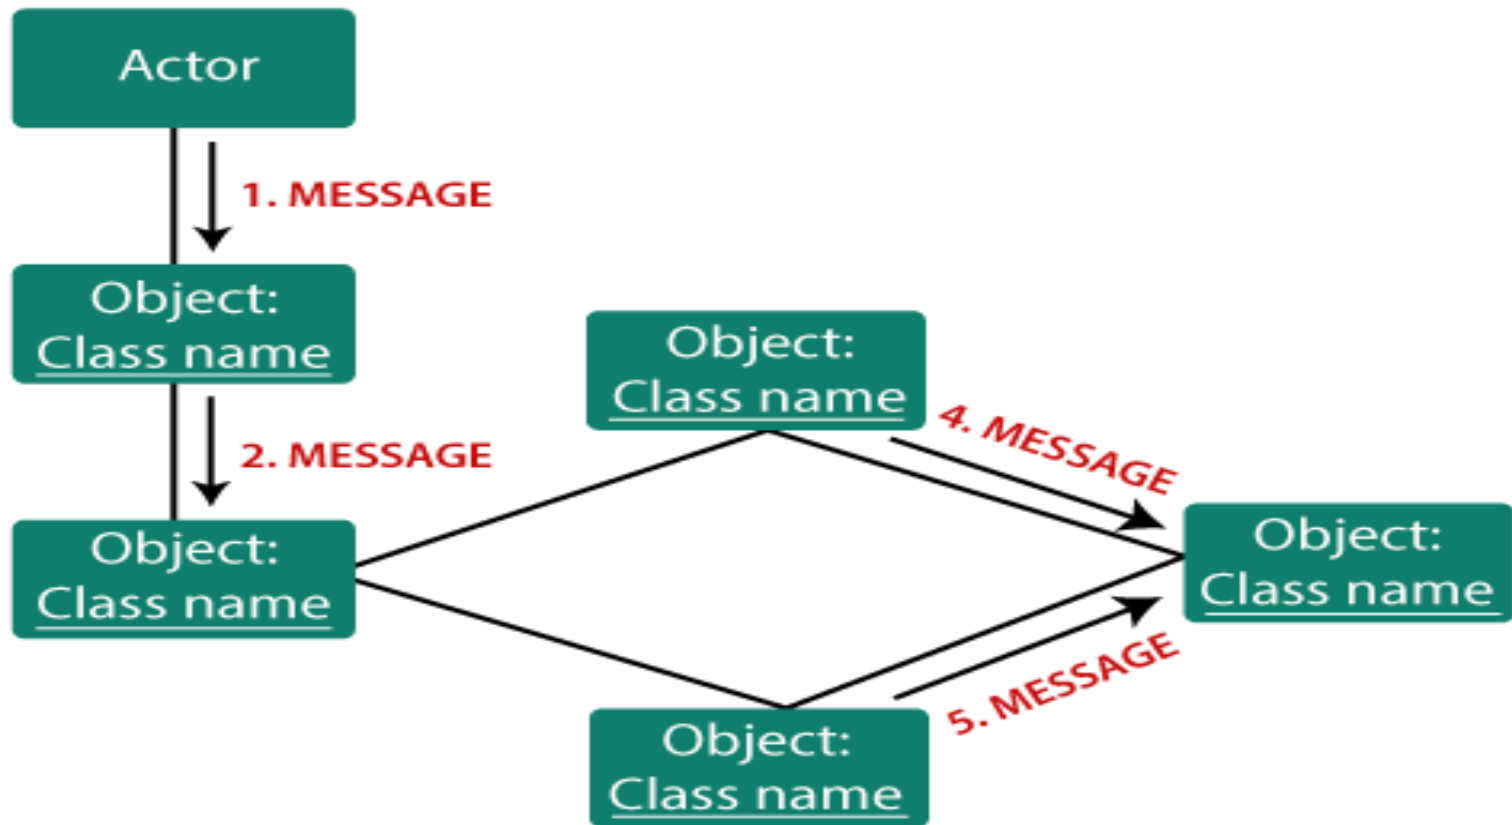 Actor
1. MESSAGE
Object:
Class name
2. MESSAGE
Object:
Class name
Object:
Class name
4. MESSAGE
Object:
Class name
5. MESSAGE
Object:
Class name